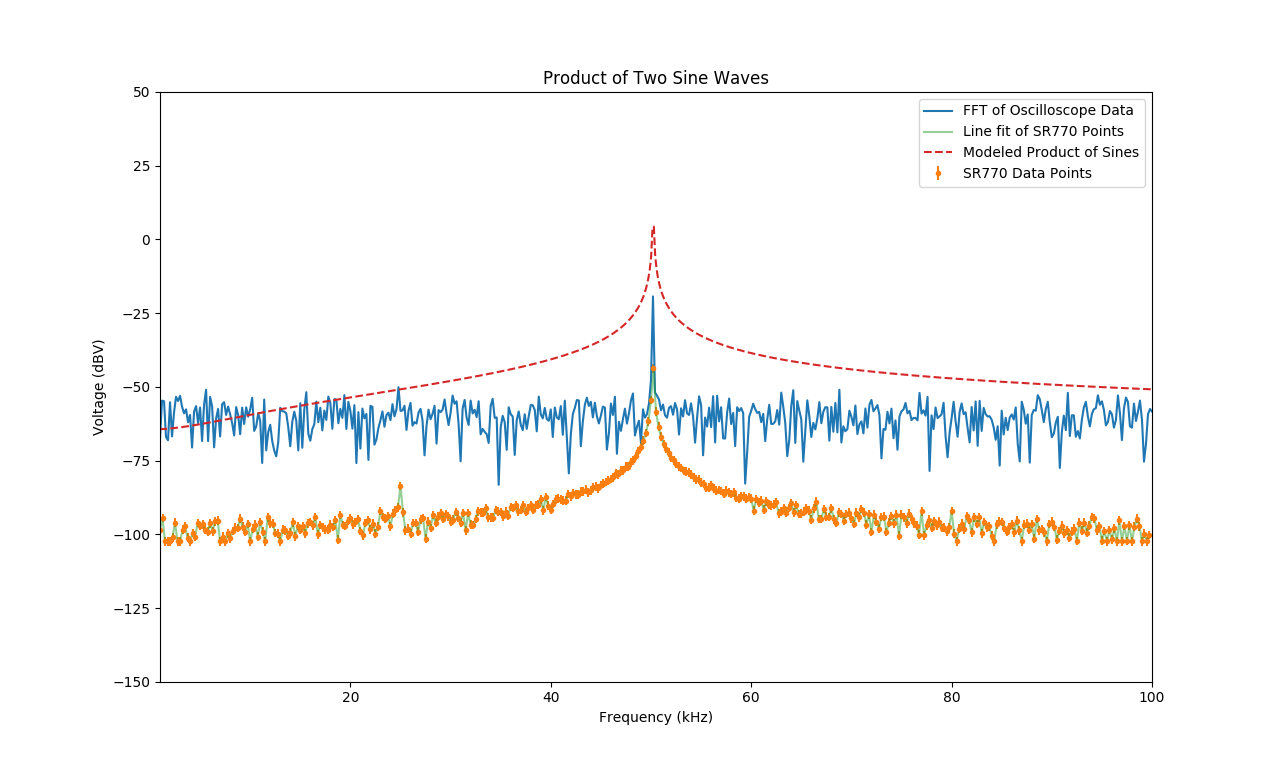 Product of Two Sine Waves
FFT of Oscilloscope Data
Line fit of SR770 Points
Modeled Product of Sines
SR770 Data Points
50
25
0
−25
−50
−75
−100
−125
−150
Voltage (dBV)
20
40
60
80
100
Frequency (kHz)